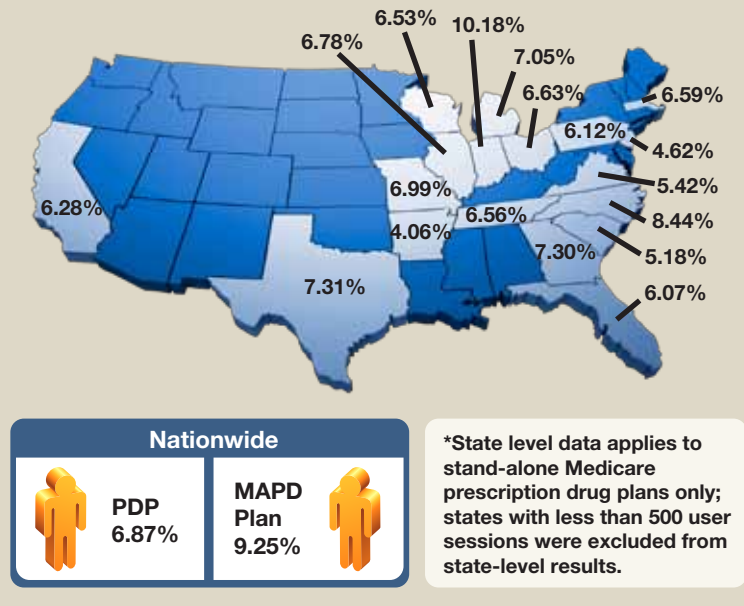 6.53%
10.18%
6.78%
7.05%
6.63%
6.59%
6.12%
4.62%
5.42%
6.99%
6.28%
6.56%
8.44%
4.06%
7.30%
5.18%
7.31%
6.07%
Nationwide
PDP
6.87%
MAPD
Plan
9.25%
*State level data applies to
stand-alone Medicare
prescription drug plans only;
states with less than 500 user
sessions were excluded from
state-level results.